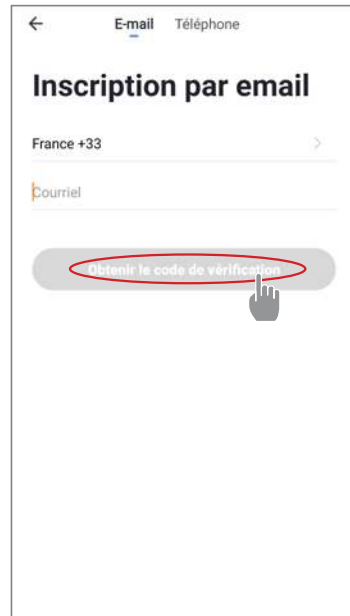 E-mail Téléphone
Inscription par email
France +33
Courriel
Obtenir le code de vérification